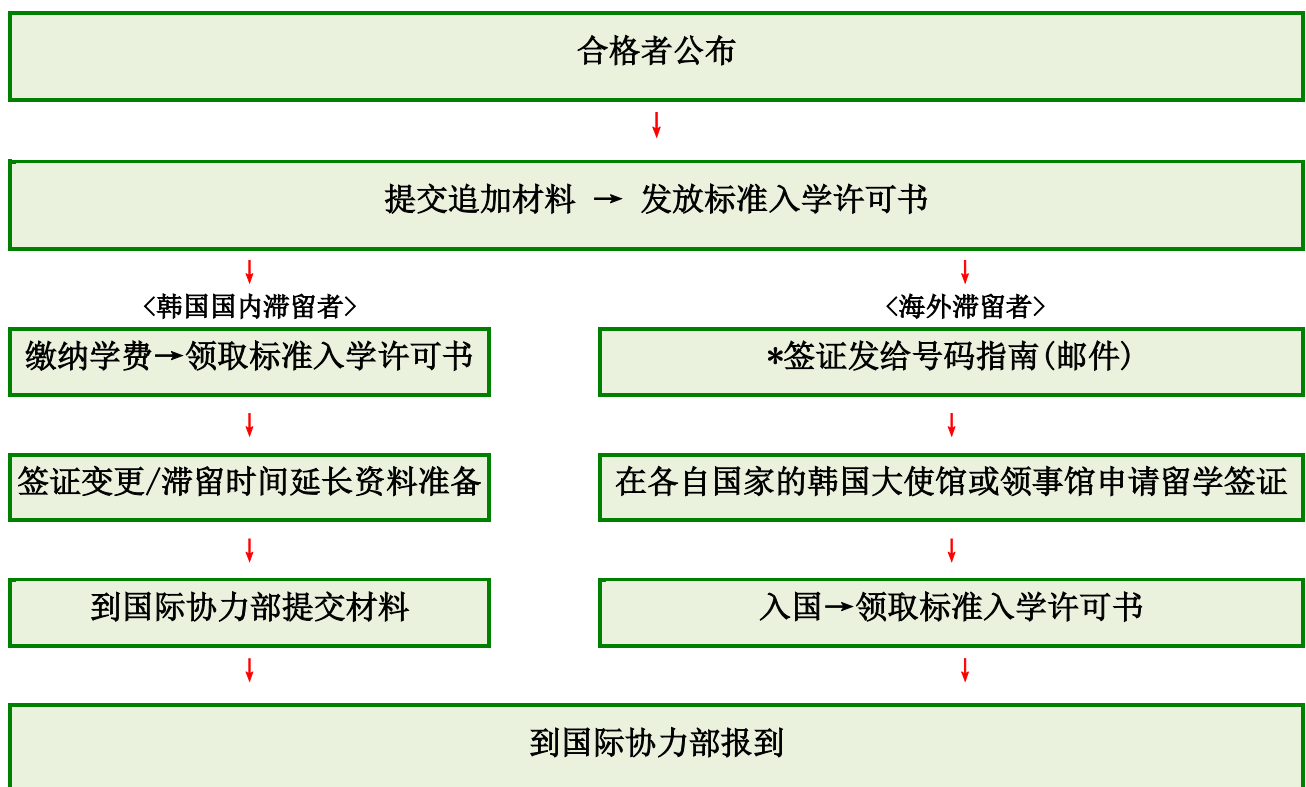 合格者公布
↓
提交追加材料 → 发放标准入学许可书
↓ ↓
<韩国国内滞留者>
缴纳学费→领取标准入学许可书
↓
签证变更/滞留时间延长资料准备
↓
到国际协力部提交材料
↓
<海外滞留者>
*签证发给号码指南(邮件)
↓
在各自国家的韩国大使馆或领事馆申请留学签证
↓
入国→领取标准入学许可书
↓
到国际协力部报到